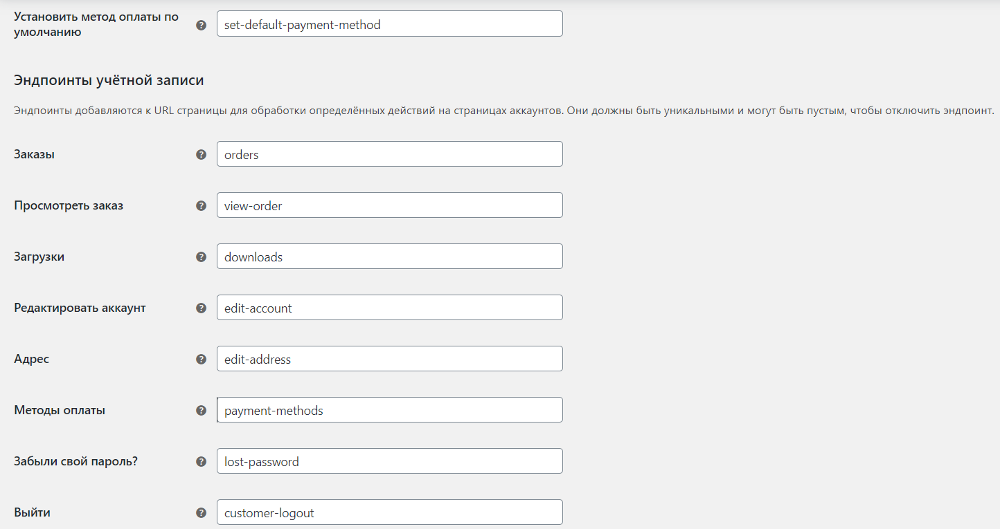 Установить метод оплаты по
умолчанию
? set-default-payment-method
Эндпоинты учётной записи
Эндпоинты добавляются к URL страницы для обработки определённых действий на страницах аккаунтов. Они должны быть уникальными и могут быть пустым, чтобы отключить эндпоинт.
Заказы ? orders
Просмотреть заказ ? view-order
Загрузки ? downloads
Редактировать аккаунт ? edit-account
Адрес ? edit-address
Методы оплаты ? payment-methods
Забыли свой пароль? ? lost-password
Выйти ? customer-logout